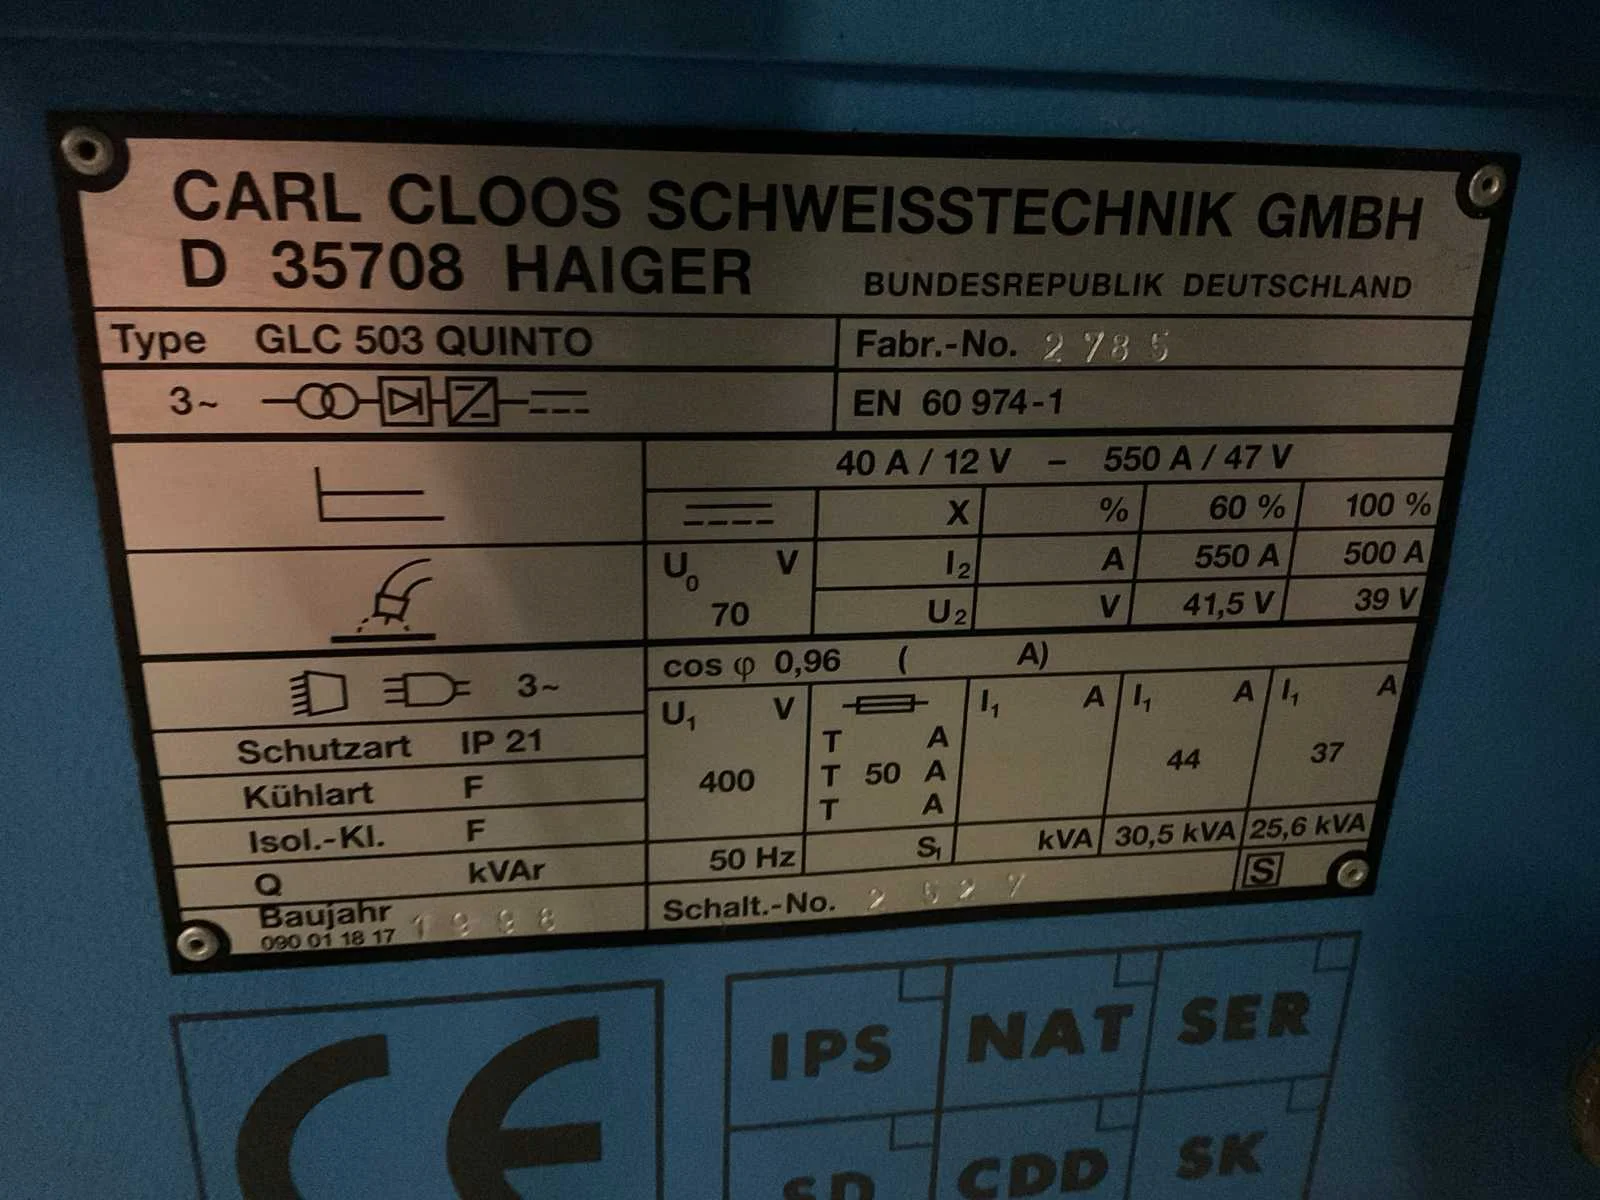 CARL CLOOS SCHWEISSTECHNIK GMBH
D 35708 HAIGER BUNDESREPUBLIK DEUTSCHLAND
Type GLC 503 QUINTO Fabr.-No. 2785
3~ EN 60 974-1
40 A / 12 V – 550 A / 47 V
X % 60 % 100 %
U0 V I2 A 550 A 500 A
70 U2 V 41,5 V 39 V
cos φ 0,96 ( A)
3~
U1 V I1 A I1 A I1 A
T A
Schutzart IP 21
400 T 50 A 44 37
Kühlart F
T A
Isol.-Kl. F
50 Hz S1 kVA 30,5 kVA 25,6 kVA
Q kVAr
S
Baujahr 1998 Schalt.-No. 2527
090 01 18 17
CE
IPS NAT SER
SD CDD SK